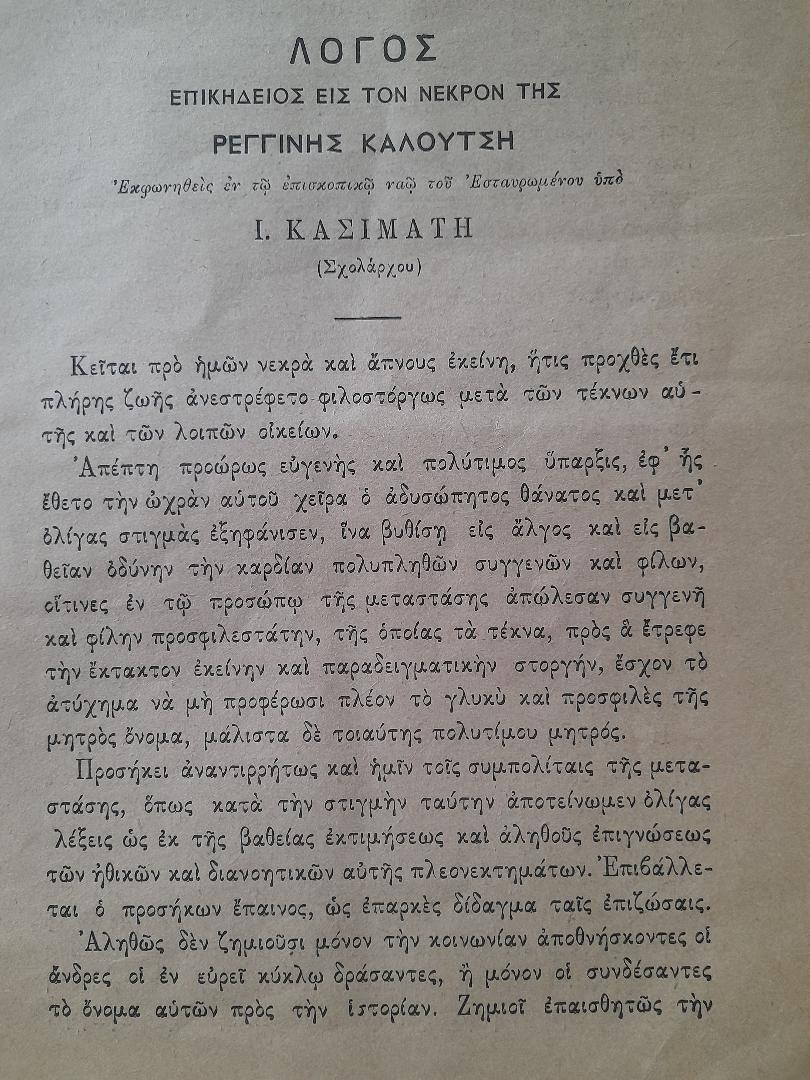 ΛΟΓΟΣ
ΕΠΙΚΗΔΕΙΟΣ ΕΙΣ ΤΟΝ ΝΕΚΡΟΝ ΤΗΣ
ΡΕΓΓΙΝΗΣ ΚΑΛΟΥΤΣΗ
Ἐκφωνηθεὶς ἐν τῷ ἐπισκοπικῷ ναῷ τοῦ Ἐσταυρωμένου ὑπὸ
Ι. ΚΑΣΙΜΑΤΗ
(Σχολάρχου)
Κεῖται πρὸ ἡμῶν νεκρὰ καὶ ἄπνους ἐκείνη, ἥτις προχθὲς ἔτι
πλήρης ζωῆς ἀνεστρέφετο φιλοστόργως μετὰ τῶν τέκνων αὑ-
τῆς καὶ τῶν λοιπῶν οἰκείων.
Ἀπέπτη προώρως εὐγενὴς καὶ πολύτιμος ὕπαρξις, ἐφ' ἧς
ἔθετο τὴν ὠχρὰν αὑτοῦ χεῖρα ὁ ἀδυσώπητος θάνατος καὶ μετ'
ὀλίγας στιγμὰς ἐξηφάνισεν, ἵνα βυθίσῃ εἰς ἄλγος καὶ εἰς βα-
θεῖαν ὀδύνην τὴν καρδίαν πολυπληθῶν συγγενῶν καὶ φίλων,
οἵτινες ἐν τῷ προσώπῳ τῆς μεταστάσης ἀπώλεσαν συγγενῆ
καὶ φίλην προσφιλεστάτην, τῆς ὁποίας τὰ τέκνα, πρὸς ἃ ἔτρεφε
τὴν ἔκτακτον ἐκείνην καὶ παραδειγματικὴν στοργήν, ἔσχον τὸ
ἀτύχημα νὰ μὴ προφέρωσι πλέον τὸ γλυκὺ καὶ προσφιλὲς τῆς
μητρὸς ὄνομα, μάλιστα δὲ τοιαύτης πολυτίμου μητρός.
Προσήκει ἀναντιρρήτως καὶ ἡμῖν τοῖς συμπολίταις τῆς μετα-
στάσης, ὅπως κατὰ τὴν στιγμὴν ταύτην ἀποτείνωμεν ὀλίγας
λέξεις ὡς ἐκ τῆς βαθείας ἐκτιμήσεως καὶ ἀληθοῦς ἐπιγνώσεως
τῶν ἠθικῶν καὶ διανοητικῶν αὐτῆς πλεονεκτημάτων. Ἐπιβάλλε-
ται ὁ προσήκων ἔπαινος, ὡς ἐπαρκὲς δίδαγμα ταῖς ἐπιζώσαις.
Ἀληθῶς δὲν ζημιοῦσι μόνον τὴν κοινωνίαν ἀποθνήσκοντες οἱ
ἄνδρες οἱ ἐν εὐρεῖ κύκλῳ δράσαντες, ἢ μόνον οἱ συνδέσαντες
τὸ ὄνομα αὑτῶν πρὸς τὴν ἱστορίαν. Ζημιοῖ ἐπαισθητῶς τὴν